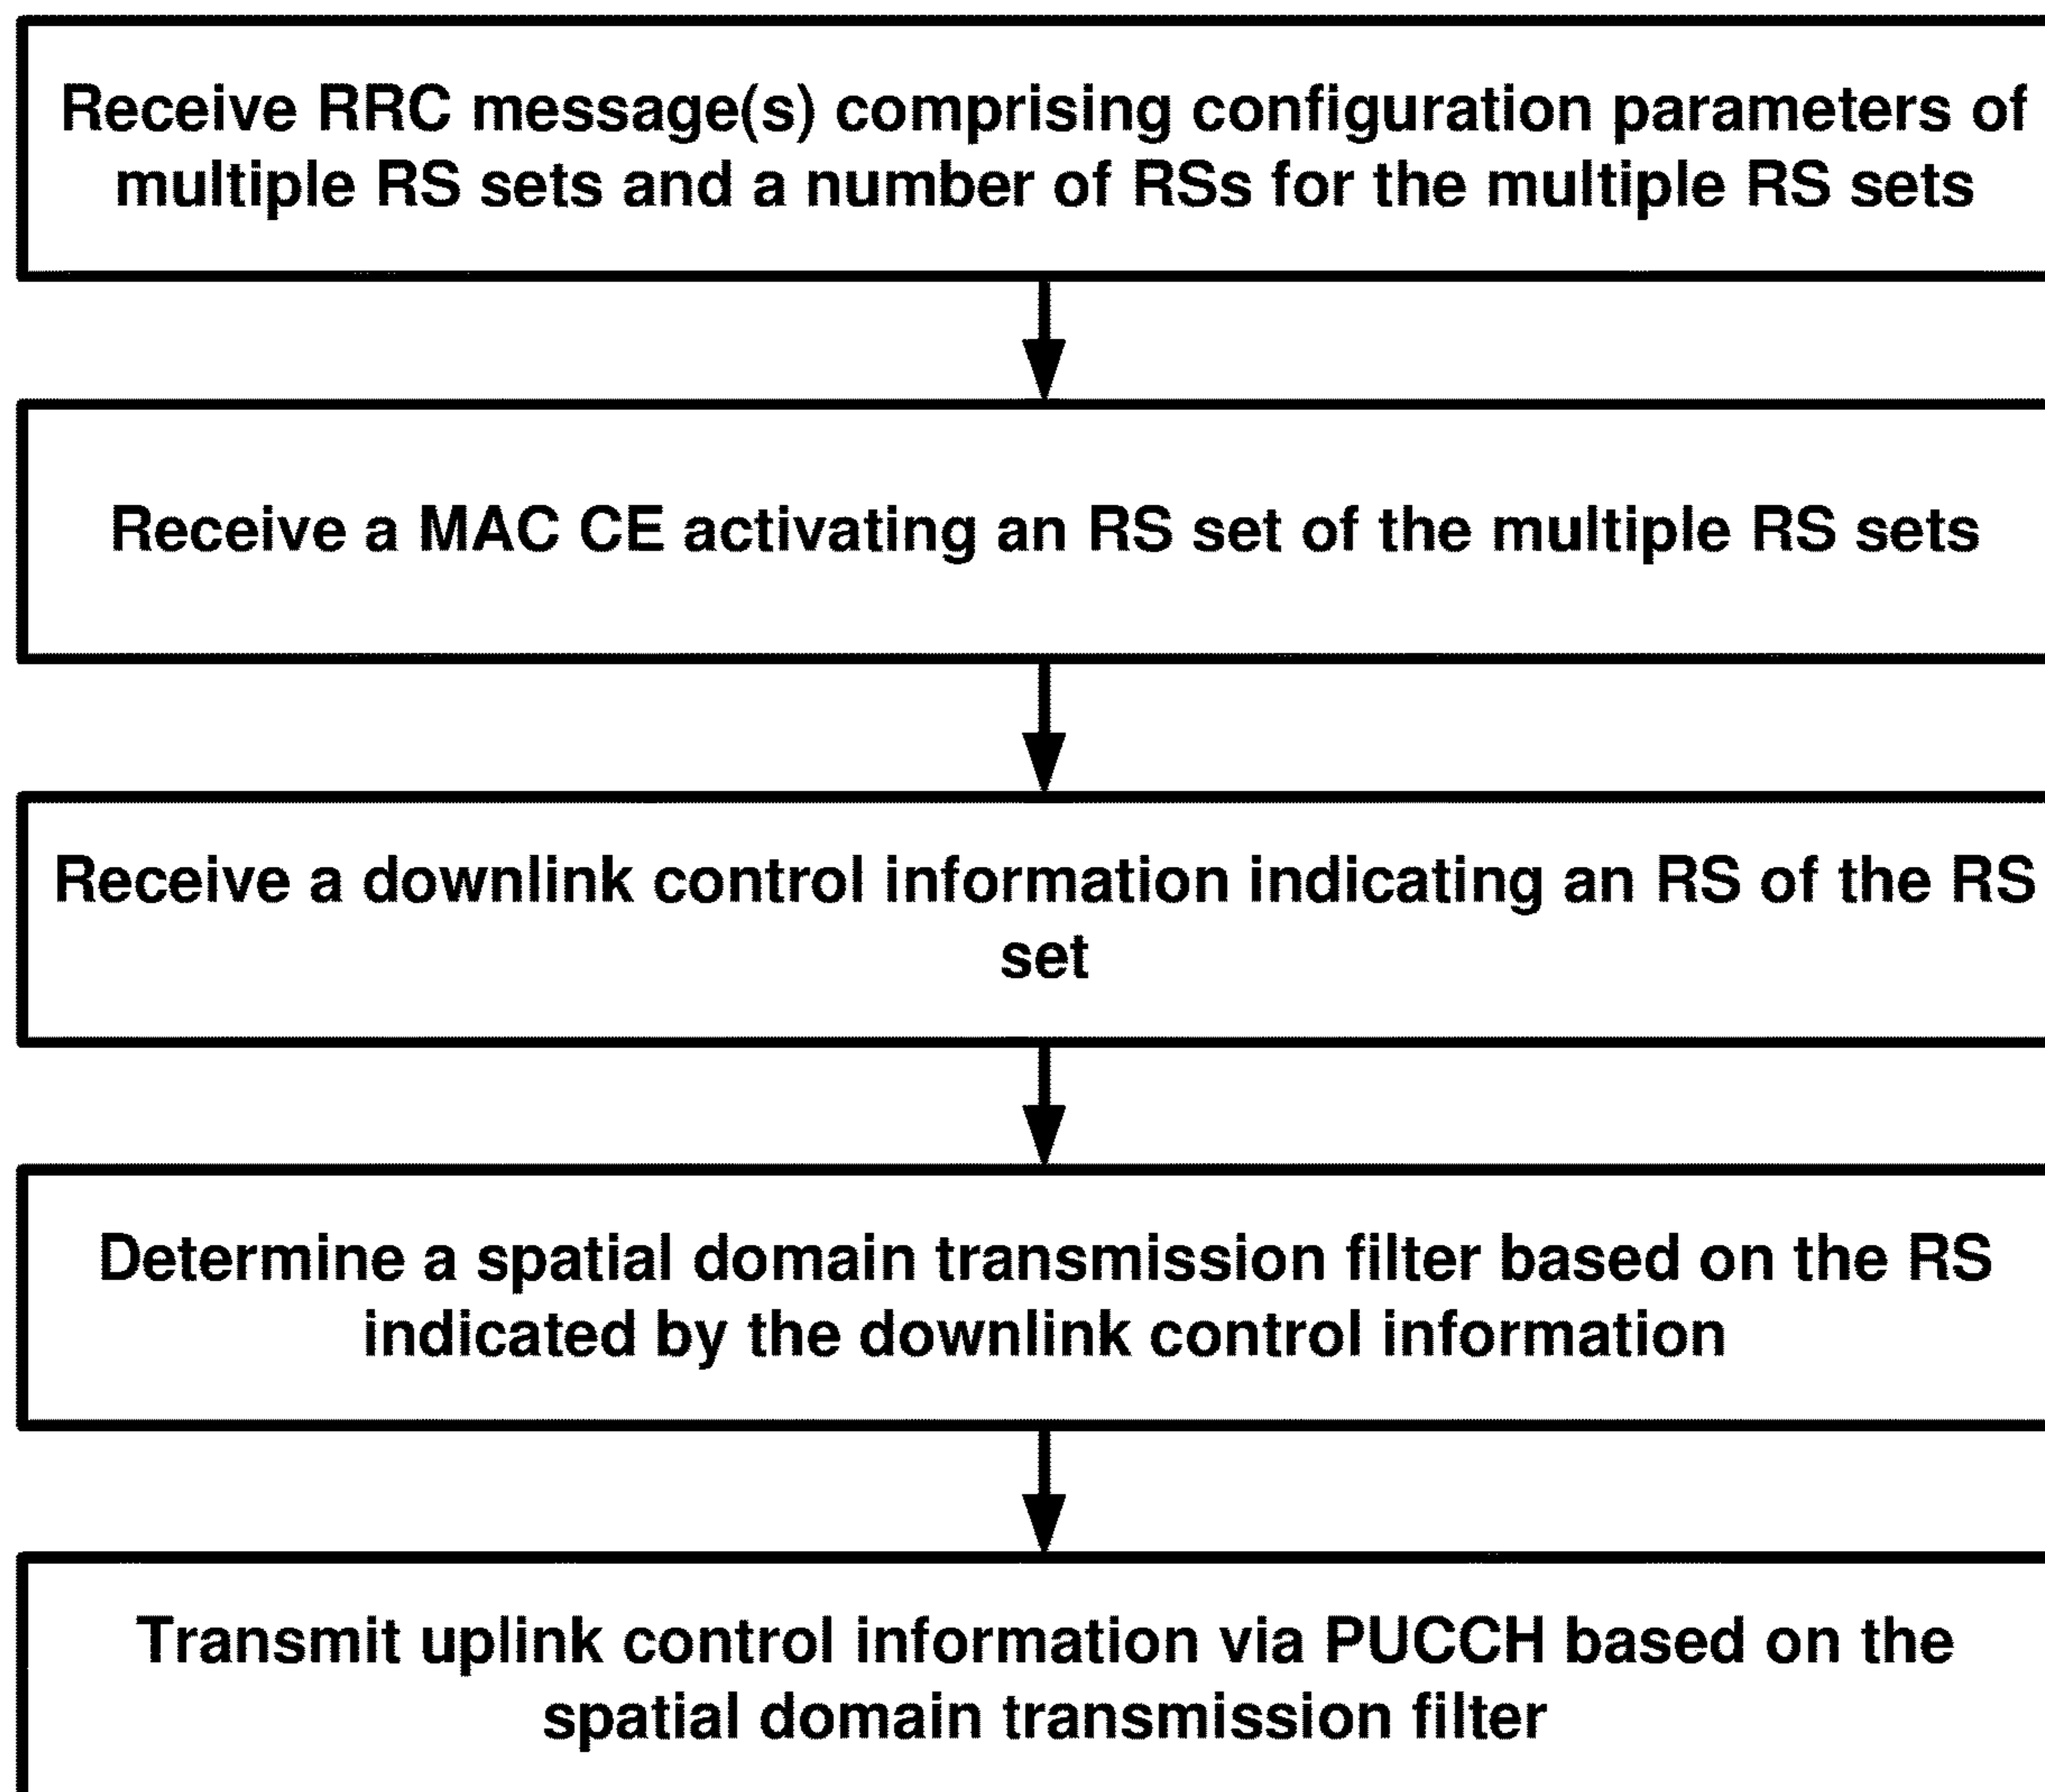 Receive RRC message(s) comprising configuration parameters of
multiple RS sets and a number of RSs for the multiple RS sets
Receive a MAC CE activating an RS set of the multiple RS sets
Receive a downlink control information indicating an RS of the RS
set
Determine a spatial domain transmission filter based on the RS
indicated by the downlink control information
Transmit uplink control information via PUCCH based on the
spatial domain transmission filter